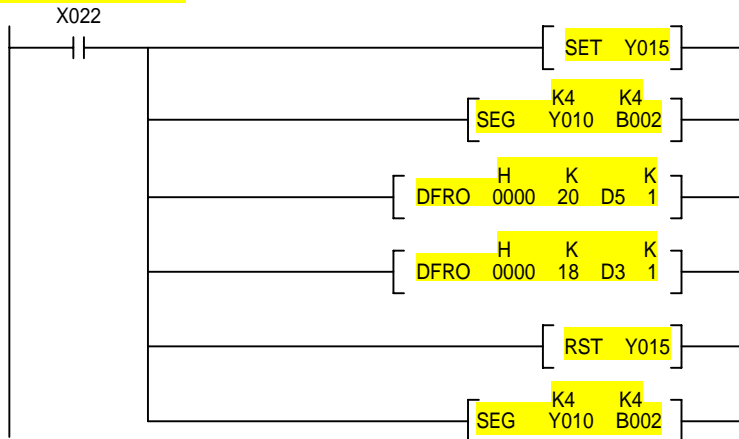 X022
SET Y015
K4 K4
SEG Y010 B002
H K K
DFRO 0000 20 D5 1
H K K
DFRO 0000 18 D3 1
RST Y015
K4 K4
SEG Y010 B002